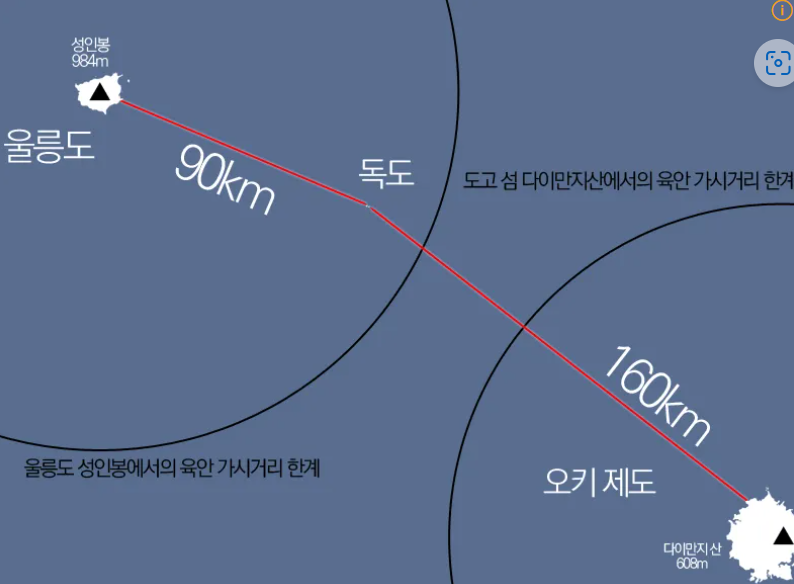 성인봉
984m
울릉도
90km
독도
도고 섬 다이만지산에서의 육안 가시거리 한계
160km
울릉도 성인봉에서의 육안 가시거리 한계
오키 제도
다이만지 산
608m